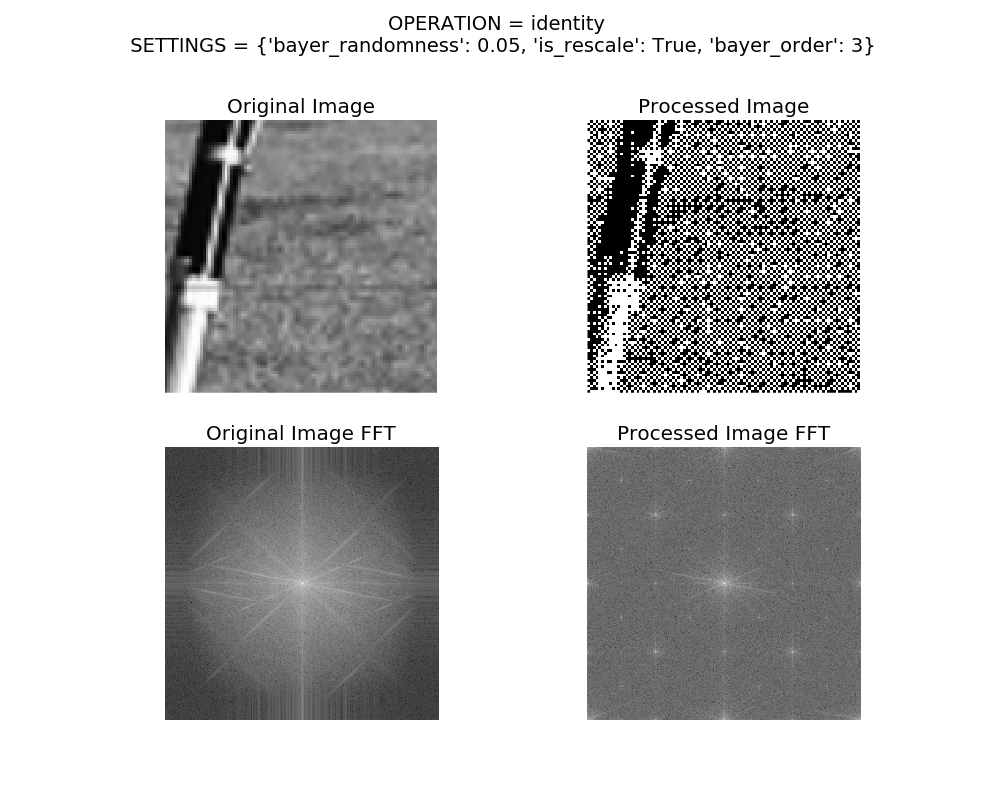 OPERATION = identity
SETTINGS = {'bayer_randomness': 0.05, 'is_rescale': True, 'bayer_order': 3}
Original Image
Processed Image
Original Image FFT
Processed Image FFT